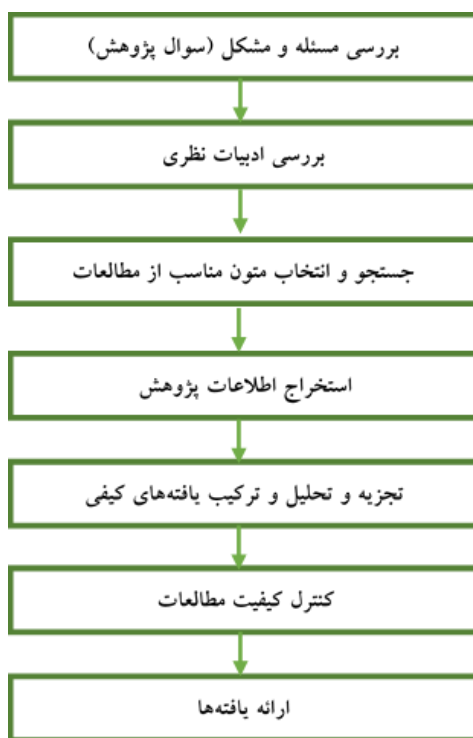 بررسی مسئله و مشکل (سوال پژوهش)
بررسی ادبیات نظری
جستجو و انتخاب متون مناسب از مطالعات
استخراج اطلاعات پژوهش
تجزیه و تحلیل و ترکیب یافته‌های کیفی
کنترل کیفیت مطالعات
ارائه یافته‌ها